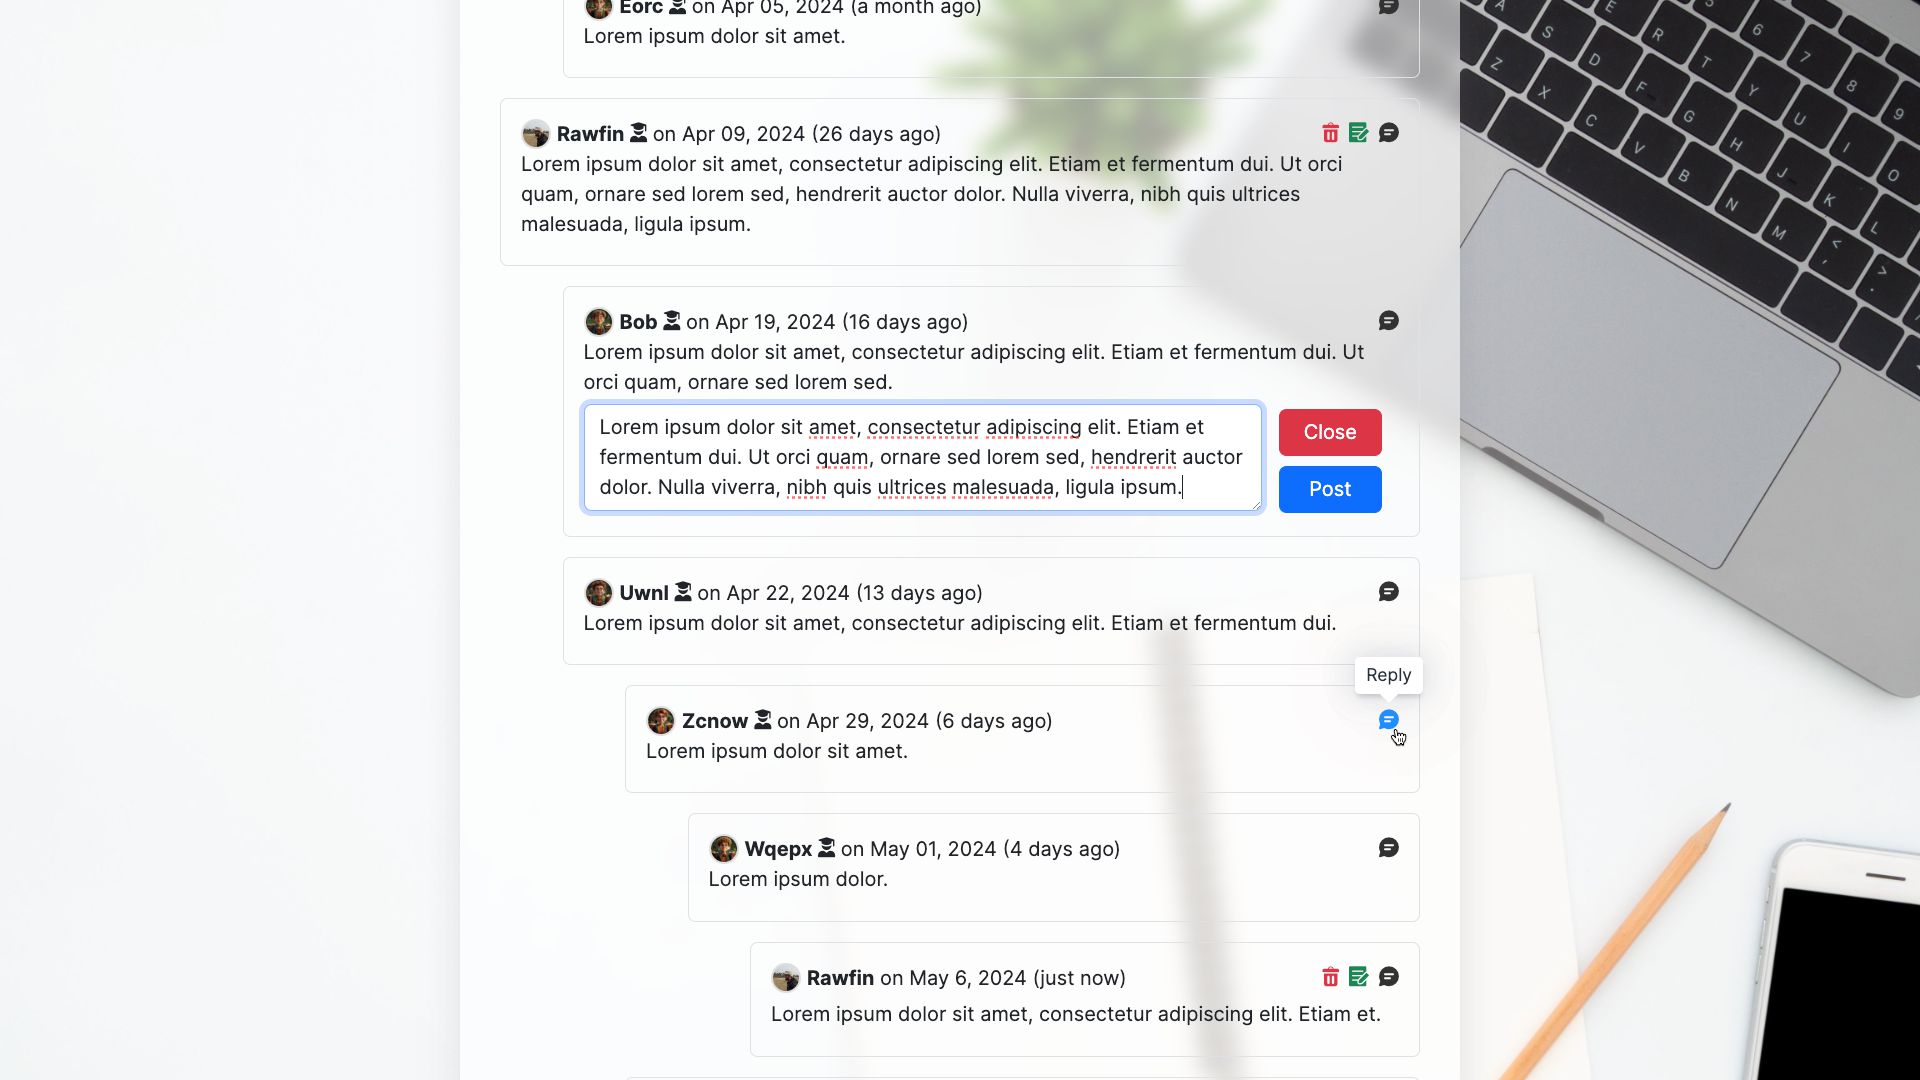 Eorc on Apr 05, 2024 (a month ago)
Lorem ipsum dolor sit amet.
Rawfin on Apr 09, 2024 (26 days ago)
Lorem ipsum dolor sit amet, consectetur adipiscing elit. Etiam et fermentum dui. Ut orci
quam, ornare sed lorem sed, hendrerit auctor dolor. Nulla viverra, nibh quis ultrices
malesuada, ligula ipsum.
Bob on Apr 19, 2024 (16 days ago)
Lorem ipsum dolor sit amet, consectetur adipiscing elit. Etiam et fermentum dui. Ut
orci quam, ornare sed lorem sed.
Lorem ipsum dolor sit amet, consectetur adipiscing elit. Etiam et
fermentum dui. Ut orci quam, ornare sed lorem sed, hendrerit auctor
dolor. Nulla viverra, nibh quis ultrices malesuada, ligula ipsum.
Close
Post
Uwnl on Apr 22, 2024 (13 days ago)
Lorem ipsum dolor sit amet, consectetur adipiscing elit. Etiam et fermentum dui.
Reply
Zcnow on Apr 29, 2024 (6 days ago)
Lorem ipsum dolor sit amet.
Wqepx on May 01, 2024 (4 days ago)
Lorem ipsum dolor.
Rawfin on May 6, 2024 (just now)
Lorem ipsum dolor sit amet, consectetur adipiscing elit. Etiam et.
5 6 7 8 9
E R T Y U I O
A S D F G H J K L
Z X C V B N M < , > .